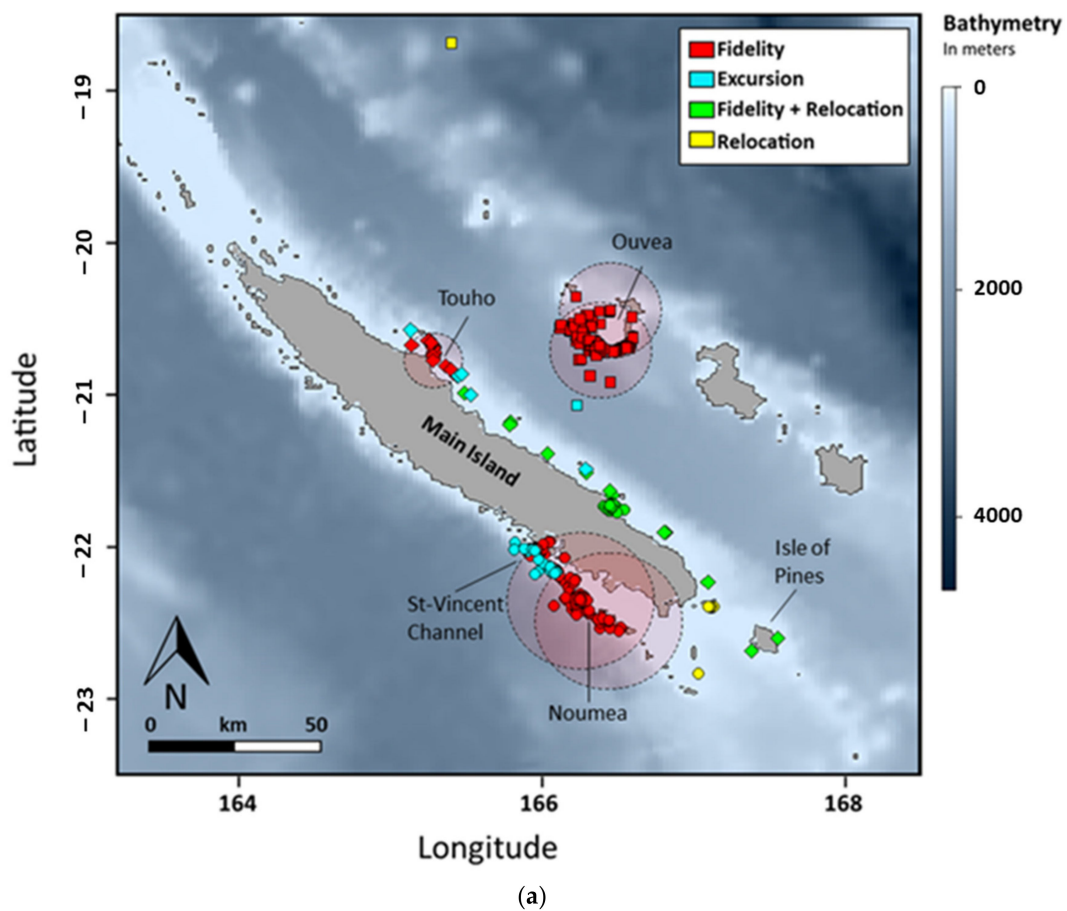 Bathymetry
In meters
0
2000
4000
Fidelity
Excursion
Fidelity + Relocation
Relocation
−19
−20
−21
−22
−23
Latitude
Ouvea
Touho
Main Island
Isle of
Pines
St-Vincent
Channel
Noumea
N
0 km 50
164 166 168
Longitude
(a)